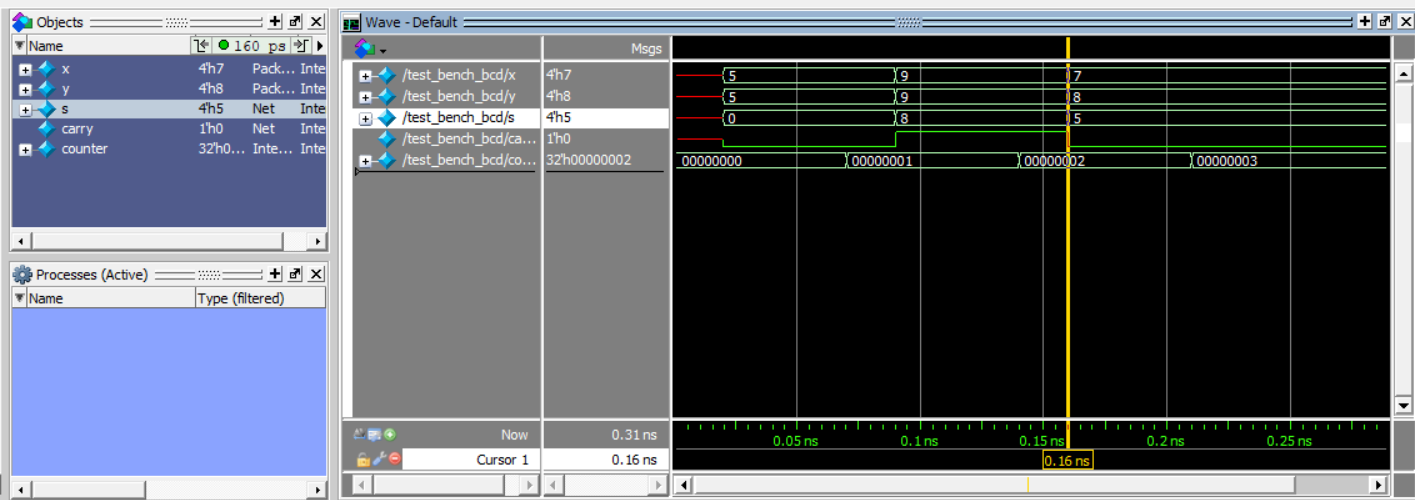 Objects
Name 160 ps
x 4'h7 Pack... Inte
y 4'h8 Pack... Inte
s 4'h5 Net Inte
carry 1'h0 Net Inte
counter 32'h0... Inte... Inte
Processes (Active)
Name Type (filtered)
Wave - Default
Msgs
/test_bench_bcd/x 4'h7 5 9 7
/test_bench_bcd/y 4'h8 5 9 8
/test_bench_bcd/s 4'h5 0 8 5
/test_bench_bcd/ca... 1'h0
/test_bench_bcd/co... 32'h00000002 00000000 00000001 00000002 00000003
Now 0.31 ns 0.05 ns 0.1 ns 0.15 ns 0.2 ns 0.25 ns
Cursor 1 0.16 ns 0.16 ns